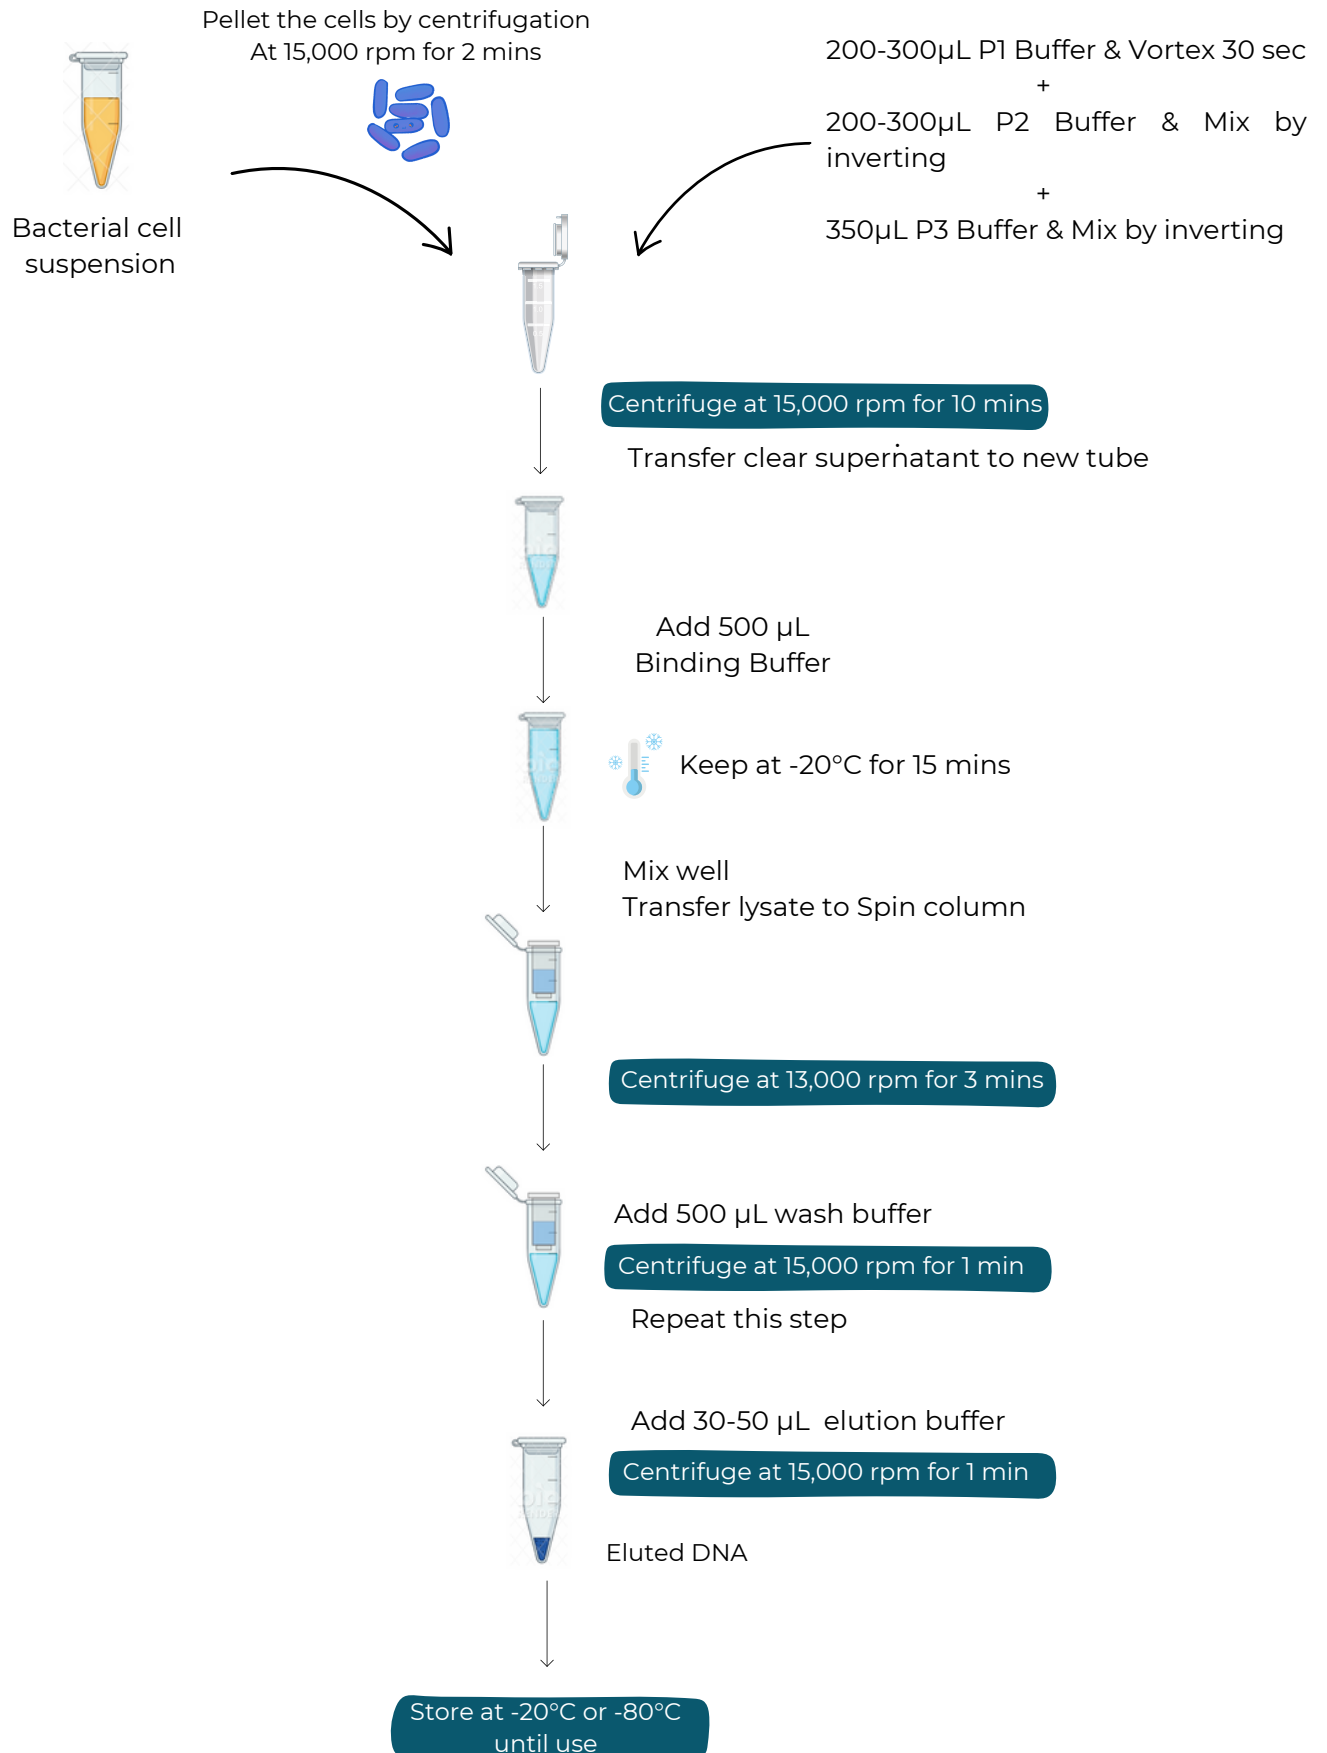 Pellet the cells by centrifugation
At 15,000 rpm for 2 mins
Bacterial cell
suspension
200-300µL P1 Buffer & Vortex 30 sec
+
200-300µL P2 Buffer & Mix by
inverting
+
350µL P3 Buffer & Mix by inverting
Centrifuge at 15,000 rpm for 10 mins
Transfer clear supernatant to new tube
Add 500 µL
Binding Buffer
Keep at -20°C for 15 mins
Mix well
Transfer lysate to Spin column
Centrifuge at 13,000 rpm for 3 mins
Add 500 µL wash buffer
Centrifuge at 15,000 rpm for 1 min
Repeat this step
Add 30-50 µL elution buffer
Centrifuge at 15,000 rpm for 1 min
Eluted DNA
Store at -20°C or -80°C
until use